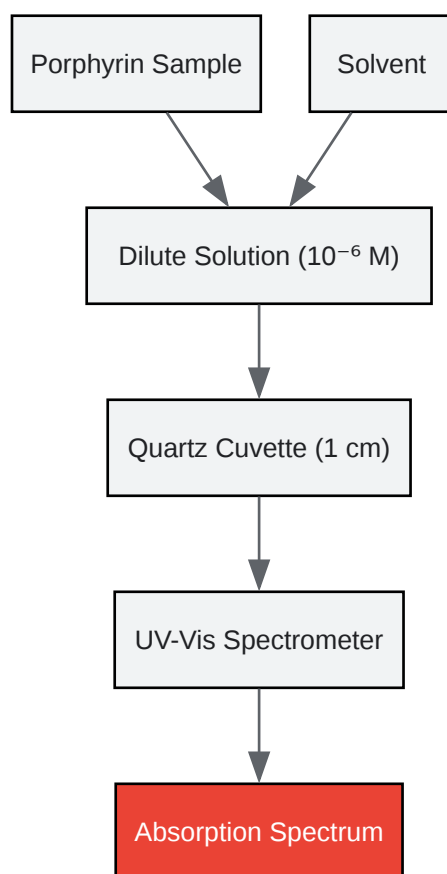 Porphyrin Sample
Solvent
Dilute Solution (10⁻⁶ M)
Quartz Cuvette (1 cm)
UV-Vis Spectrometer
Absorption Spectrum